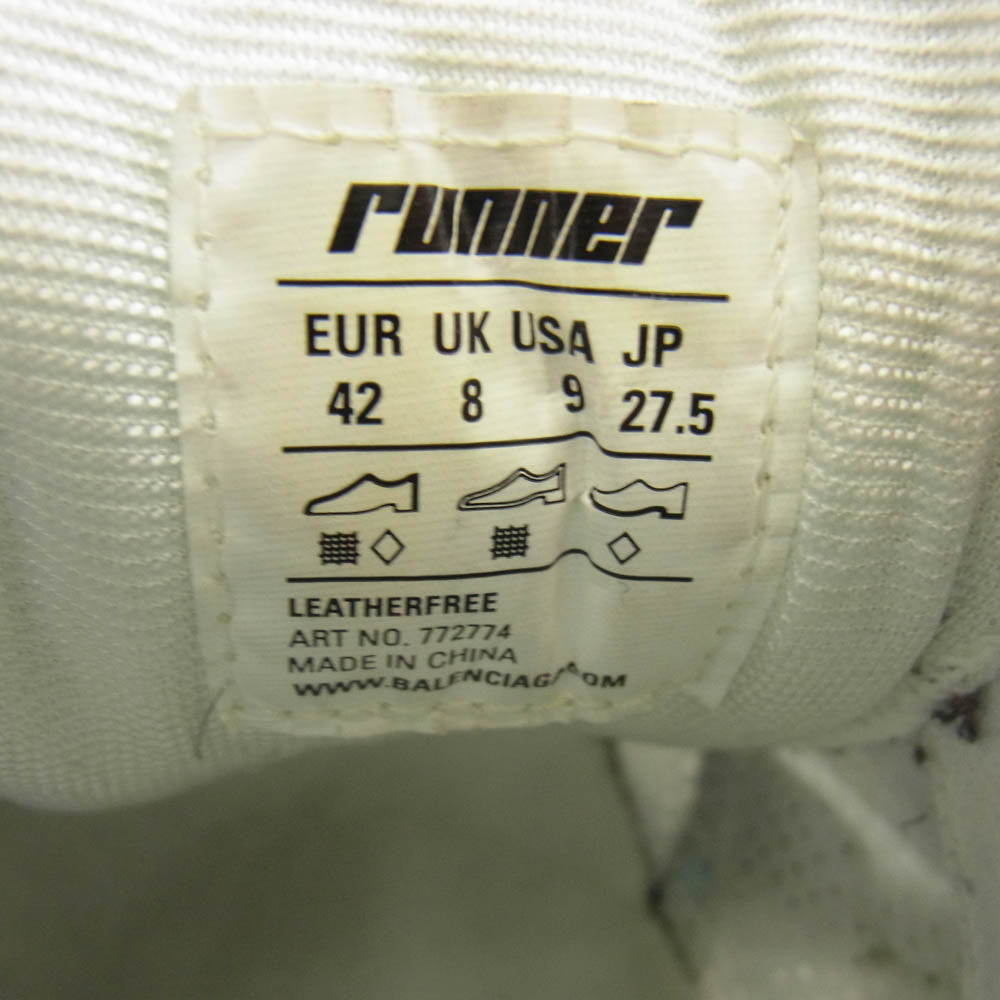 runner
EUR UK USA JP
42 8 9 27.5
LEATHERFREE
ART NO. 772774
MADE IN CHINA